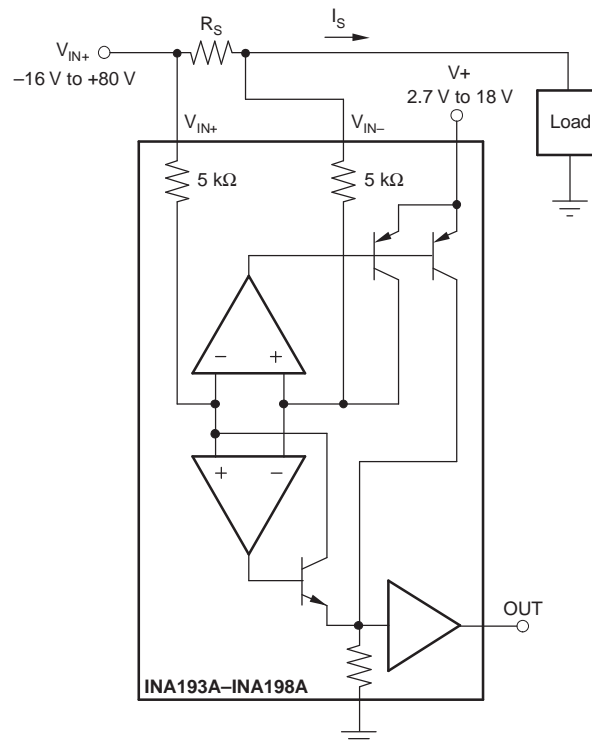 R_S
I_S
V_IN+
–16 V to +80 V
V+
2.7 V to 18 V
Load
V_IN+
V_IN–
5 kΩ
5 kΩ
– +
+ –
OUT
INA193A–INA198A